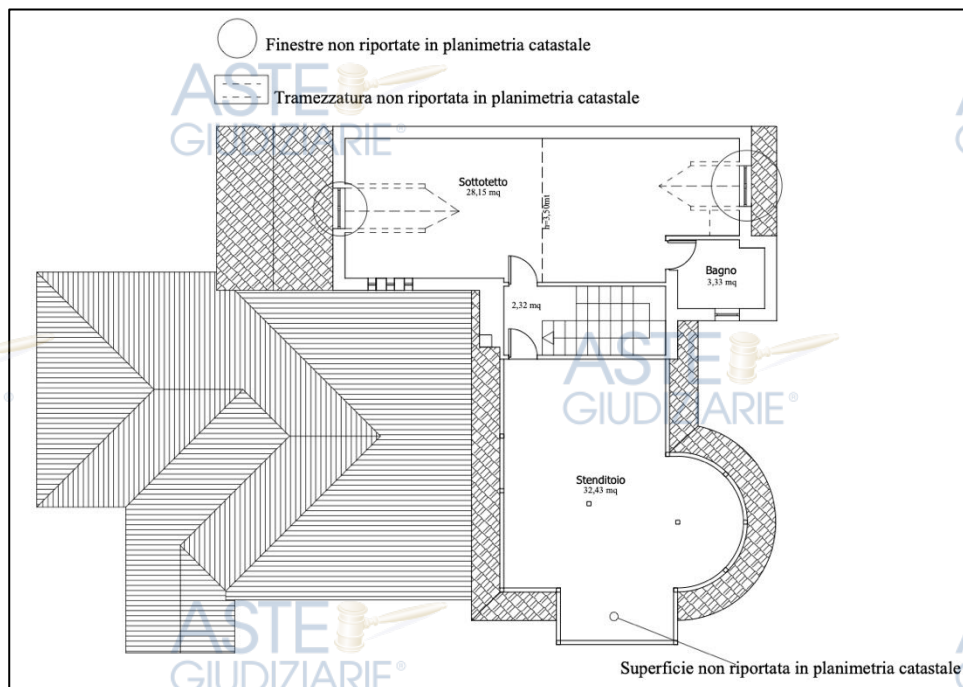 Finestre non riportate in planimetria catastale
Tramezzatura non riportata in planimetria catastale
ASTE
GIUDIZIARIE®
Sottotetto
28,15 mq
h=3,50mt
Bagno
3,33 mq
2,32 mq
ASTE
GIUDIZIARIE®
Stenditoio
32,43 mq
ASTE
GIUDIZIARIE®
Superficie non riportata in planimetria catastale